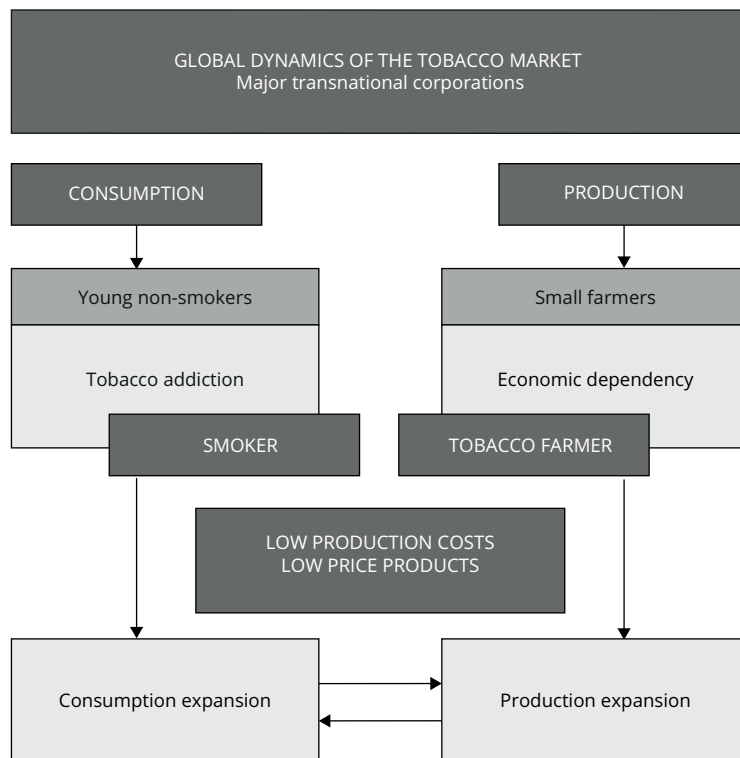 GLOBAL DYNAMICS OF THE TOBACCO MARKET
Major transnational corporations
CONSUMPTION
PRODUCTION
Young non-smokers
Small farmers
Tobacco addiction
Economic dependency
SMOKER
TOBACCO FARMER
LOW PRODUCTION COSTS
LOW PRICE PRODUCTS
Consumption expansion
Production expansion